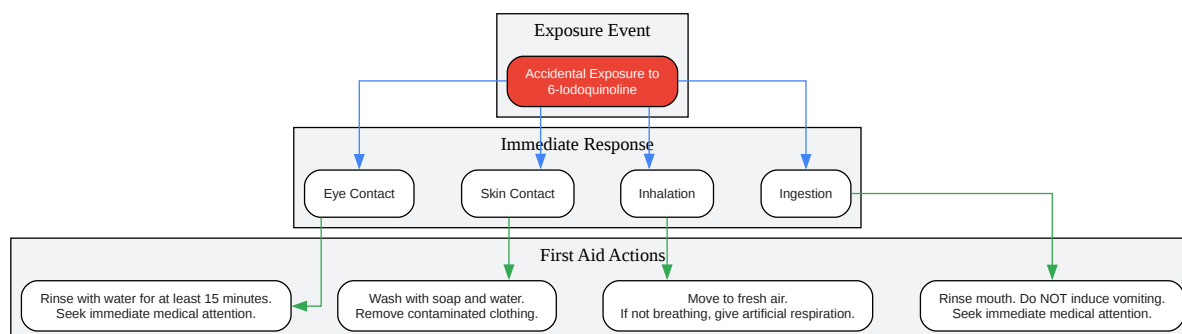 Exposure Event
Accidental Exposure to
6-Iodoquinoline
Immediate Response
Eye Contact
Skin Contact
Inhalation
Ingestion
First Aid Actions
Rinse with water for at least 15 minutes.
Seek immediate medical attention.
Wash with soap and water.
Remove contaminated clothing.
Move to fresh air.
If not breathing, give artificial respiration.
Rinse mouth. Do NOT induce vomiting.
Seek immediate medical attention.